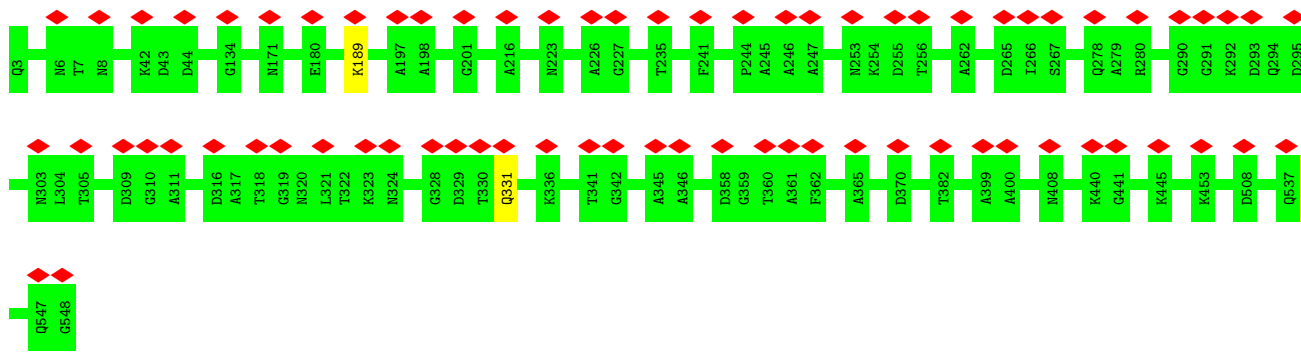 Q3 N6 T7 N8 K42 D43 D44 G134 N171 E180 K189 A197 A198 G201 A216 N223 A226 G227 T235 F241 P244 A245 A246 A247 N253 K254 D255 T256 A262 D265 I266 S267 Q278 A279 R280 G290 G291 K292 D293 Q294 D295
N303 L304 T305 D309 G310 A311 D316 A317 T318 G319 N320 L321 T322 K323 N324 G328 D329 T330 Q331 K336 T341 G342 A345 A346 D358 G359 T360 A361 F362 A365 D370 T382 A399 A400 N408 K440 G441 K445 K453 D508 Q537
Q547 G548